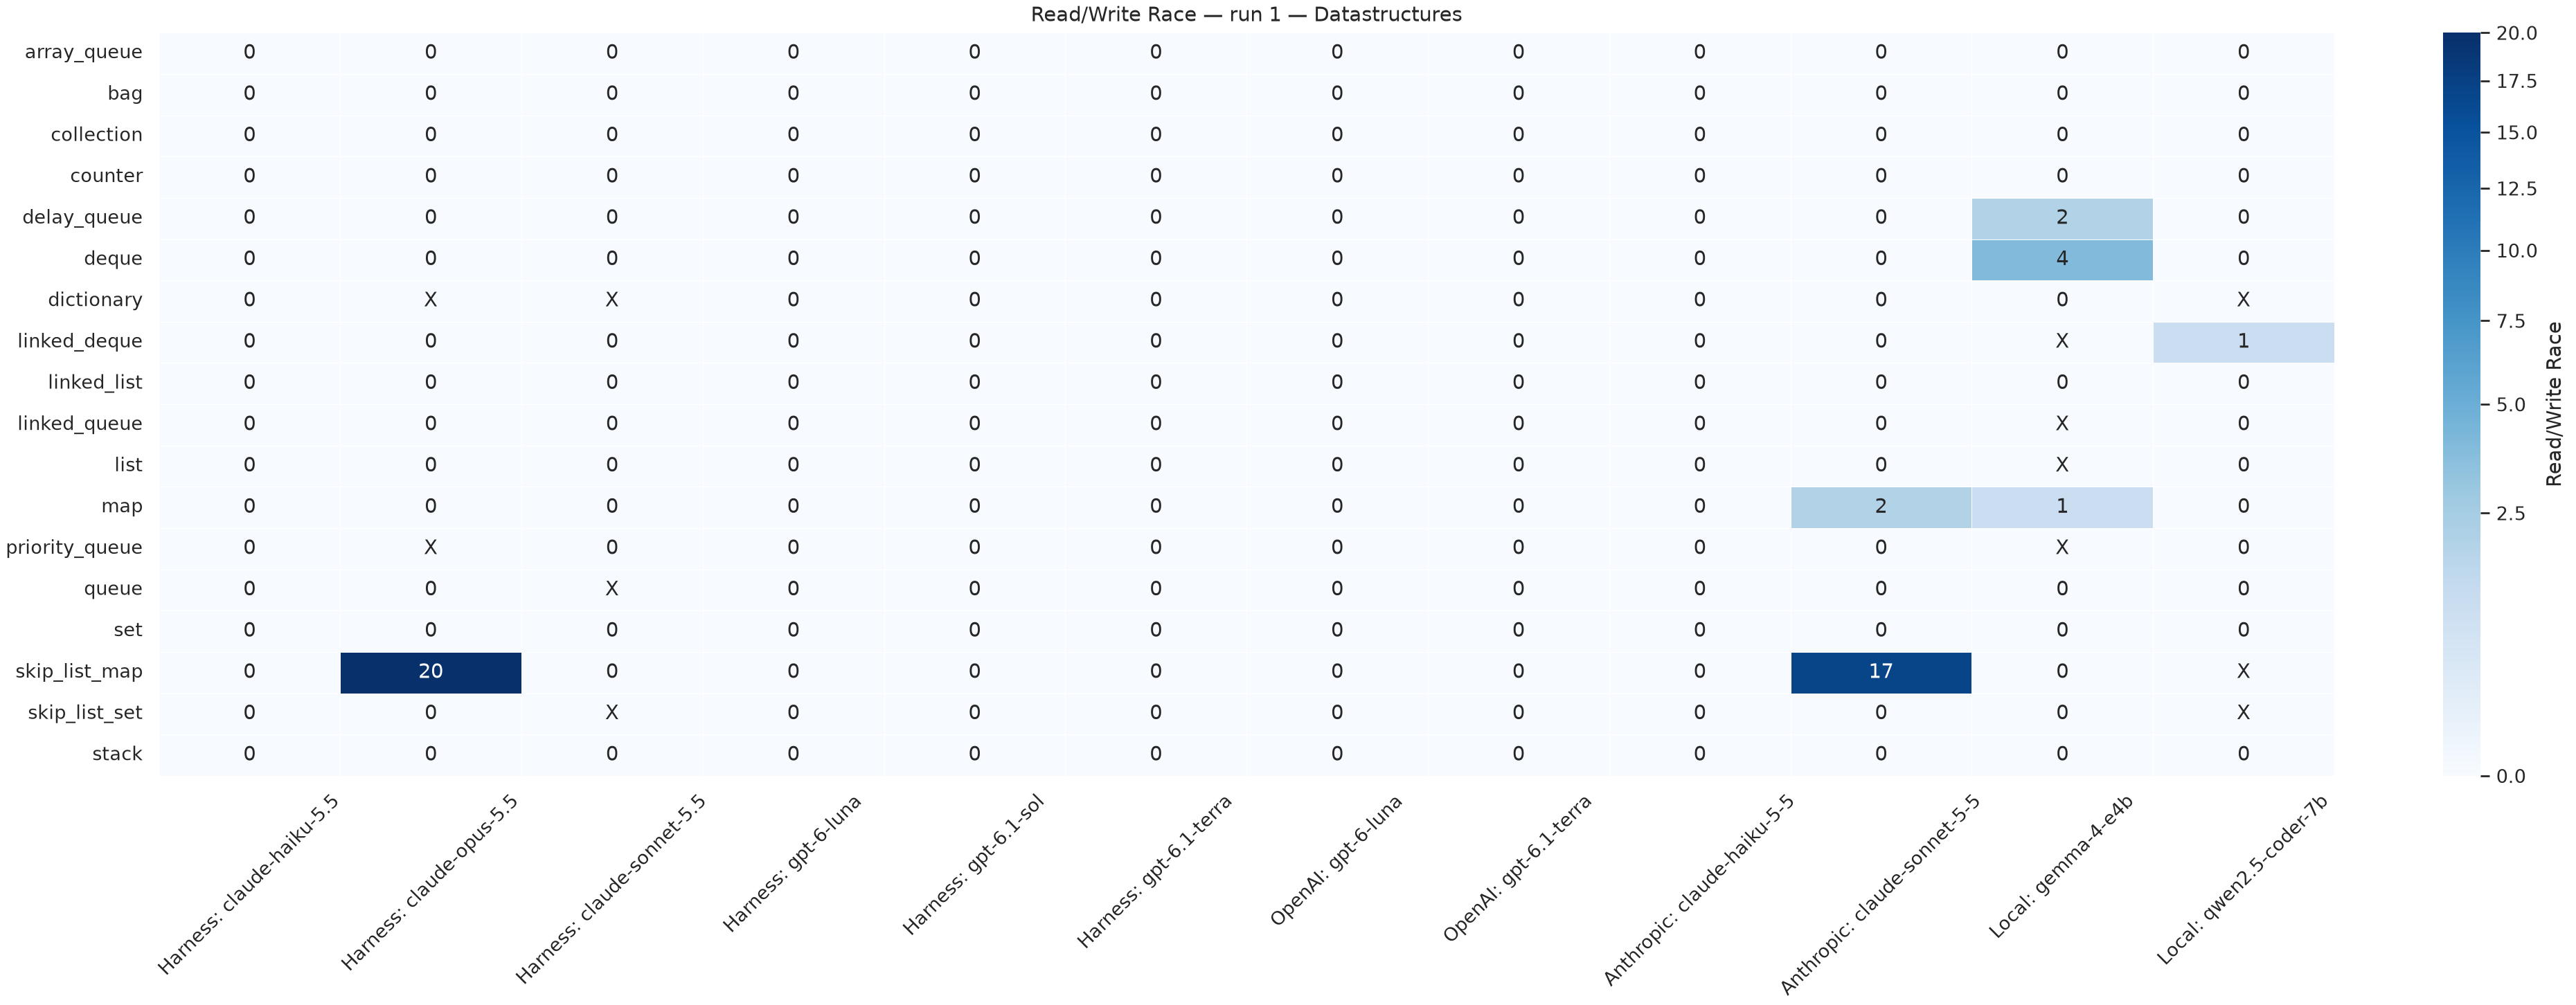 Read/Write Race — run 1 — Datastructures
array_queue 0 0 0 0 0 0 0 0 0 0 0 0
bag 0 0 0 0 0 0 0 0 0 0 0 0
collection 0 0 0 0 0 0 0 0 0 0 0 0
counter 0 0 0 0 0 0 0 0 0 0 0 0
delay_queue 0 0 0 0 0 0 0 0 0 0 2 0
deque 0 0 0 0 0 0 0 0 0 0 4 0
dictionary 0 X X 0 0 0 0 0 0 0 0 X
linked_deque 0 0 0 0 0 0 0 0 0 0 X 1
linked_list 0 0 0 0 0 0 0 0 0 0 0 0
linked_queue 0 0 0 0 0 0 0 0 0 0 X 0
list 0 0 0 0 0 0 0 0 0 0 X 0
map 0 0 0 0 0 0 0 0 0 2 1 0
priority_queue 0 X 0 0 0 0 0 0 0 0 X 0
queue 0 0 X 0 0 0 0 0 0 0 0 0
set 0 0 0 0 0 0 0 0 0 0 0 0
skip_list_map 0 20 0 0 0 0 0 0 0 17 0 X
skip_list_set 0 0 X 0 0 0 0 0 0 0 0 X
stack 0 0 0 0 0 0 0 0 0 0 0 0
Harness: claude-haiku-5.5
Harness: claude-opus-5.5
Harness: claude-sonnet-5.5
Harness: gpt-6-luna
Harness: gpt-6.1-sol
Harness: gpt-6.1-terra
OpenAI: gpt-6-luna
OpenAI: gpt-6.1-terra
Anthropic: claude-haiku-5-5
Anthropic: claude-sonnet-5-5
Local: gemma-4-e4b
Local: qwen2.5-coder-7b
20.0
17.5
15.0
12.5
10.0
7.5
5.0
2.5
0.0
Read/Write Race